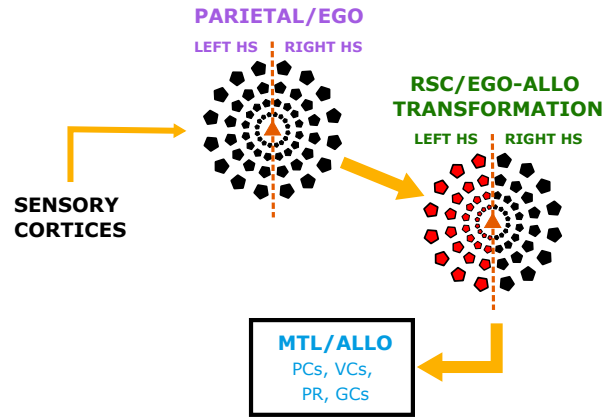 PARIETAL/EGO
LEFT HS RIGHT HS
RSC/EGO-ALLO
TRANSFORMATION
LEFT HS RIGHT HS
SENSORY
CORTICES
MTL/ALLO
PCs, VCs,
PR, GCs